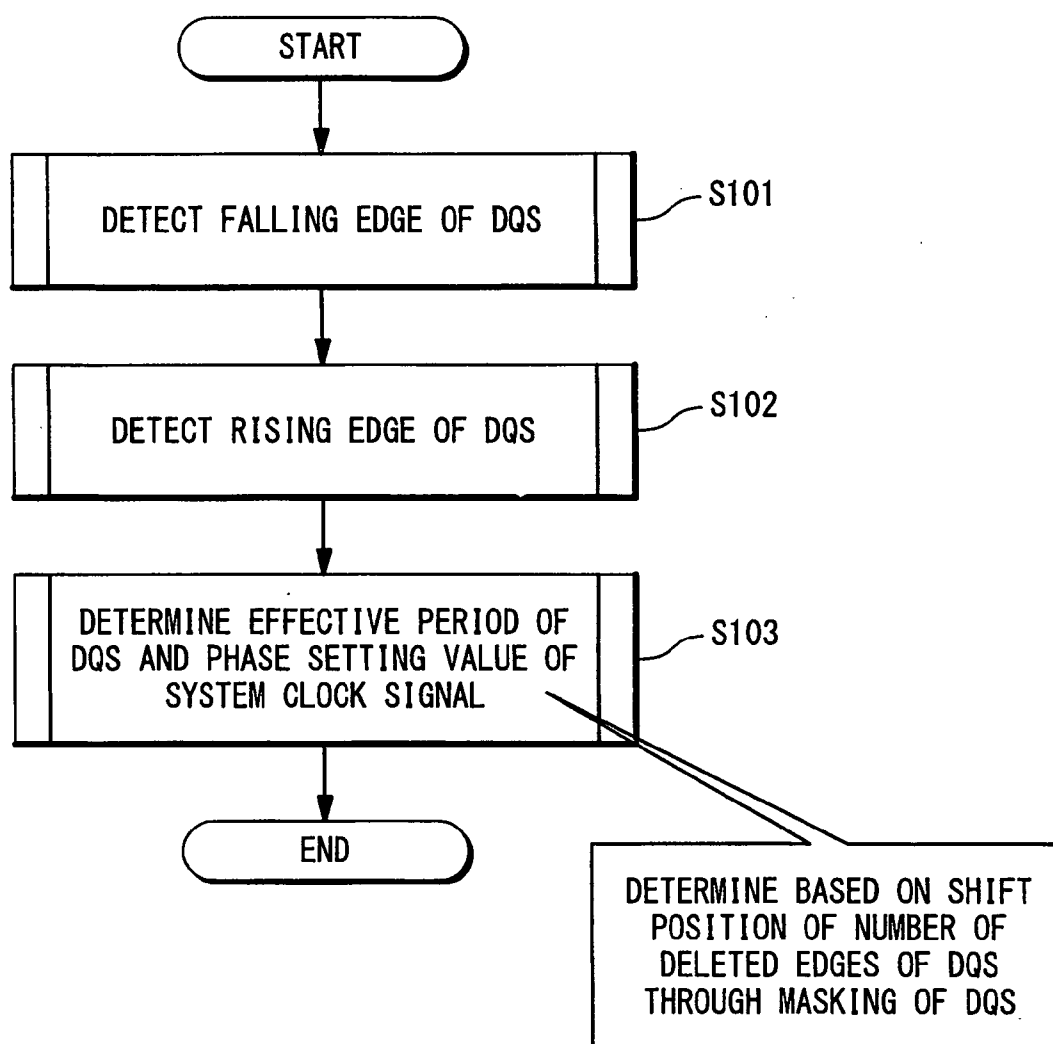 START
DETECT FALLING EDGE OF DQS
S101
DETECT RISING EDGE OF DQS
S102
DETERMINE EFFECTIVE PERIOD OF
DQS AND PHASE SETTING VALUE OF
SYSTEM CLOCK SIGNAL
S103
END
DETERMINE BASED ON SHIFT
POSITION OF NUMBER OF
DELETED EDGES OF DQS
THROUGH MASKING OF DQS